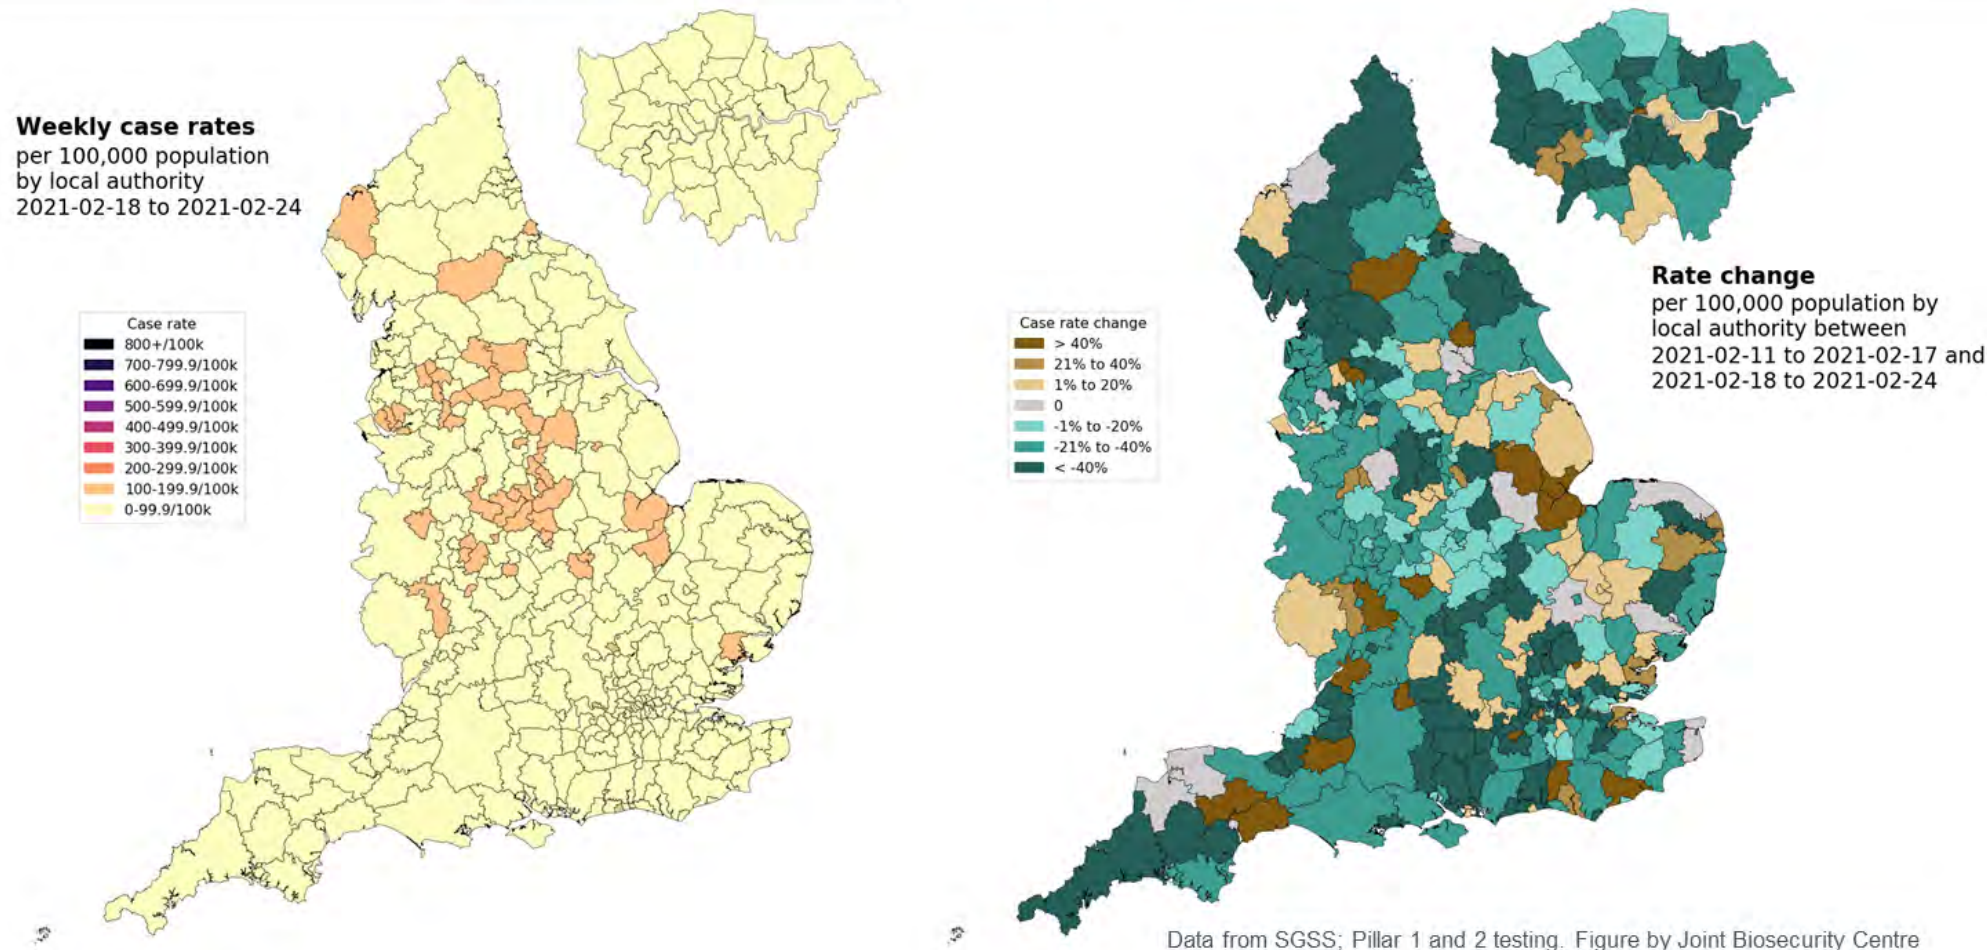 Weekly case rates
per 100,000 population
by local authority
2021-02-18 to 2021-02-24
Case rate
800+/100k
700-799.9/100k
600-699.9/100k
500-599.9/100k
400-499.9/100k
300-399.9/100k
200-299.9/100k
100-199.9/100k
0-99.9/100k
Rate change
per 100,000 population by
local authority between
2021-02-11 to 2021-02-17 and
2021-02-18 to 2021-02-24
Case rate change
> 40%
21% to 40%
1% to 20%
0
-1% to -20%
-21% to -40%
< -40%
Data from SGSS; Pillar 1 and 2 testing. Figure by Joint Biosecurity Centre